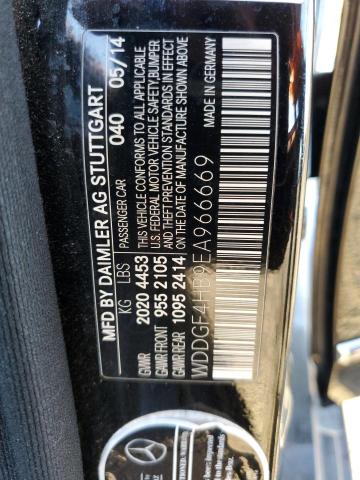 MFD BY DAIMLER AG STUTTGART
PASSENGER CAR 040 05/14
KG LBS
GVWR 2020 4453
GAWR FRONT 955 2105
GAWR REAR 1095 2414
THIS VEHICLE CONFORMS TO ALL APPLICABLE
U.S. FEDERAL MOTOR VEHICLE SAFETY, BUMPER
AND THEFT PREVENTION STANDARDS IN EFFECT
ON THE DATE OF MANUFACTURE SHOWN ABOVE
MADE IN GERMANY
WDDGF4HB9EA966669